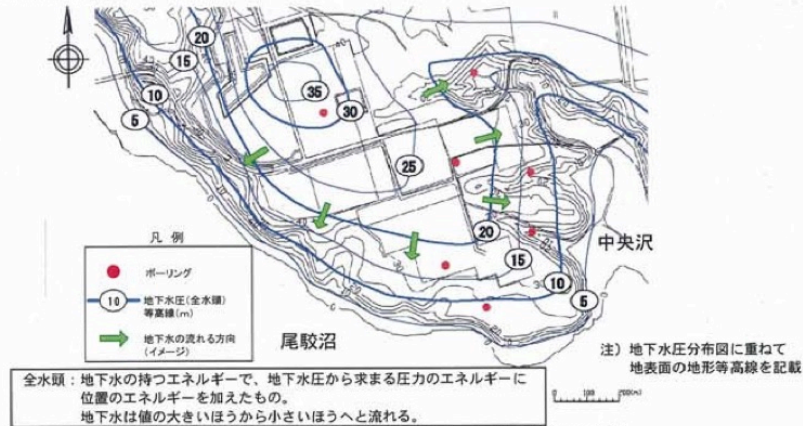 20
15
10
5
35
30
25
20
15
10
5
中央沢
尾駮沼
凡 例
ボーリング
10
地下水圧(全水頭)
等高線(m)
地下水の流れる方向
(イメージ)
注) 地下水圧分布図に重ねて
地表面の地形等高線を記載
全水頭:地下水の持つエネルギーで、地下水圧から求まる圧力のエネルギーに
位置のエネルギーを加えたもの。
地下水は値の大きいほうから小さいほうへと流れる。
0 100 200(m)